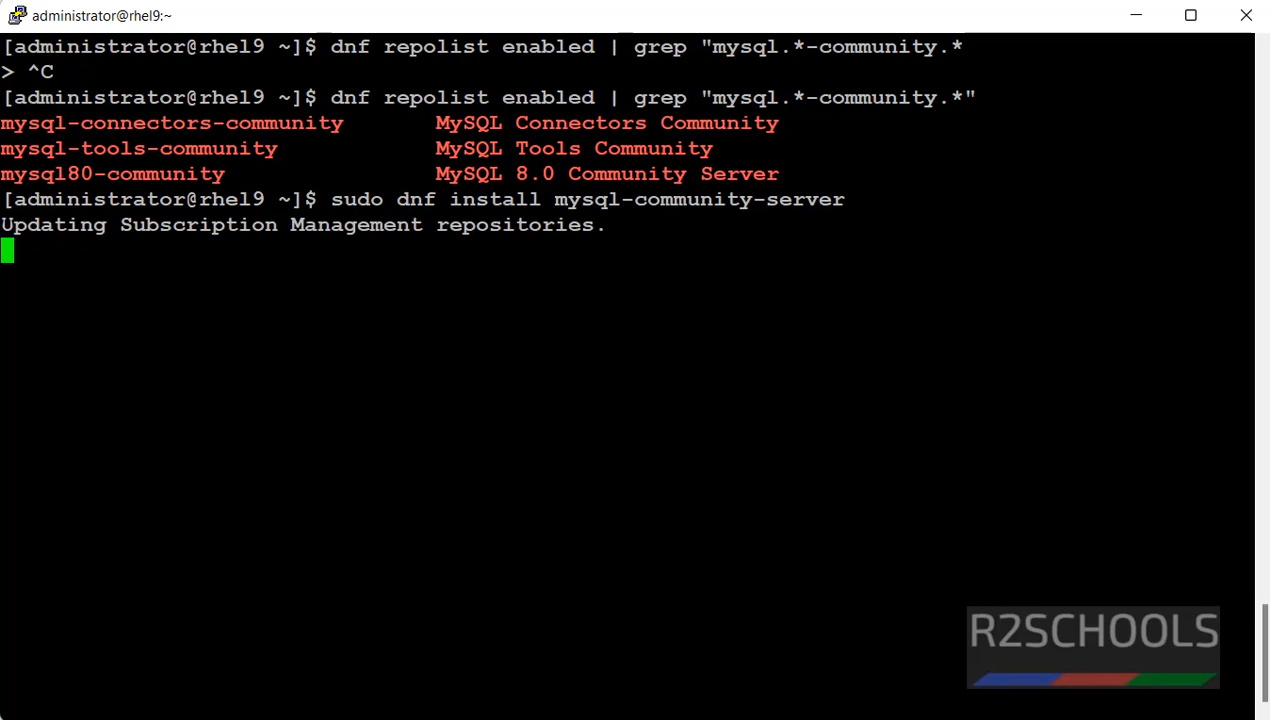 administrator@rhel9:~
[administrator@rhel9 ~]$ dnf repolist enabled | grep "mysql.*-community.*
> ^C
[administrator@rhel9 ~]$ dnf repolist enabled | grep "mysql.*-community.*"
mysql-connectors-community       MySQL Connectors Community
mysql-tools-community            MySQL Tools Community
mysql80-community                MySQL 8.0 Community Server
[administrator@rhel9 ~]$ sudo dnf install mysql-community-server
Updating Subscription Management repositories.
R2SCHOOLS